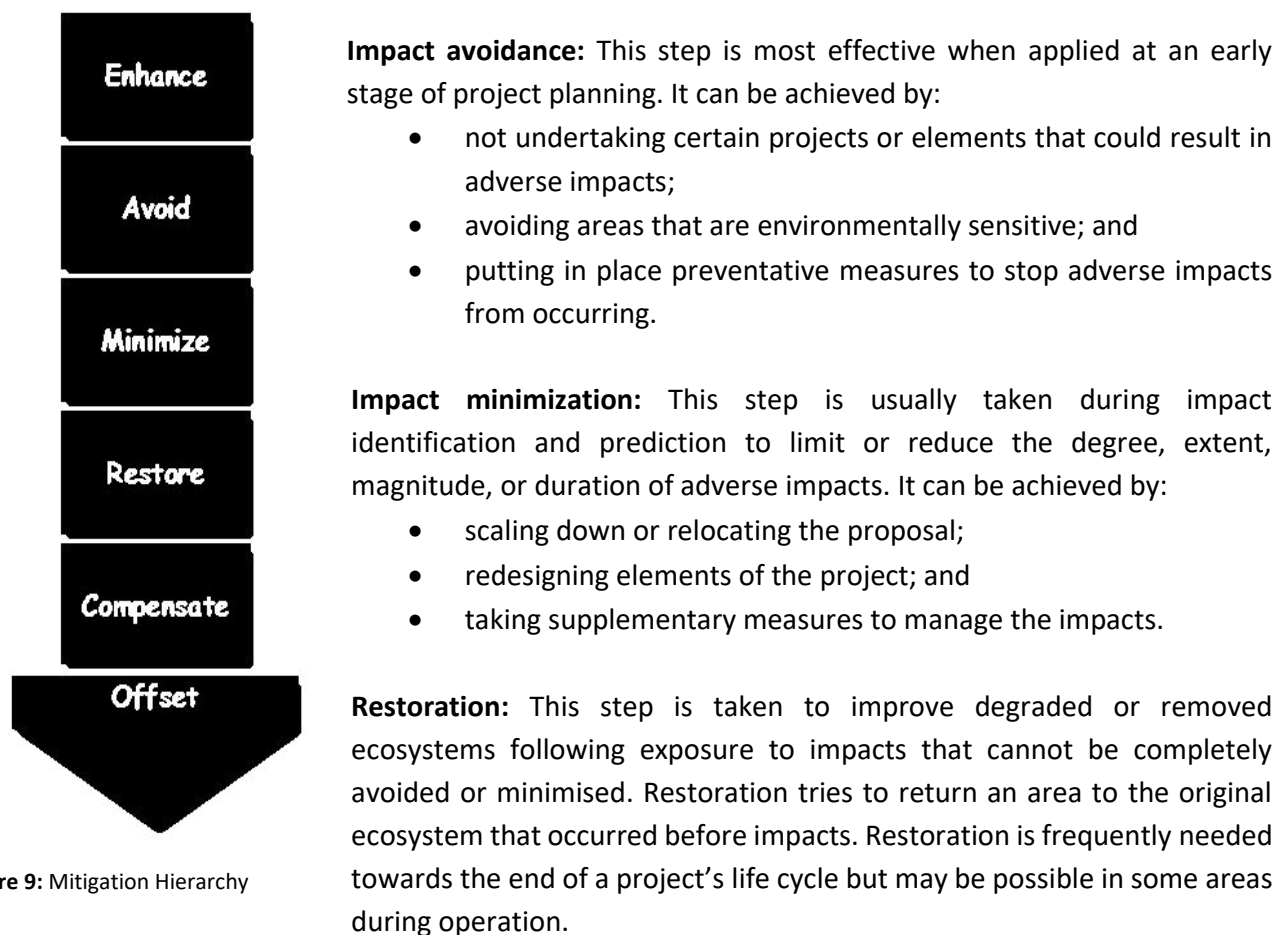 Enhance
Avoid
Minimize
Restore
Compensate
Offset
re 9: Mitigation Hierarchy
Impact avoidance: This step is most effective when applied at an early
stage of project planning. It can be achieved by:
• not undertaking certain projects or elements that could result in
adverse impacts;
• avoiding areas that are environmentally sensitive; and
• putting in place preventative measures to stop adverse impacts
from occurring.
Impact minimization: This step is usually taken during impact
identification and prediction to limit or reduce the degree, extent,
magnitude, or duration of adverse impacts. It can be achieved by:
• scaling down or relocating the proposal;
• redesigning elements of the project; and
• taking supplementary measures to manage the impacts.
Restoration: This step is taken to improve degraded or removed
ecosystems following exposure to impacts that cannot be completely
avoided or minimised. Restoration tries to return an area to the original
ecosystem that occurred before impacts. Restoration is frequently needed
towards the end of a project’s life cycle but may be possible in some areas
during operation.